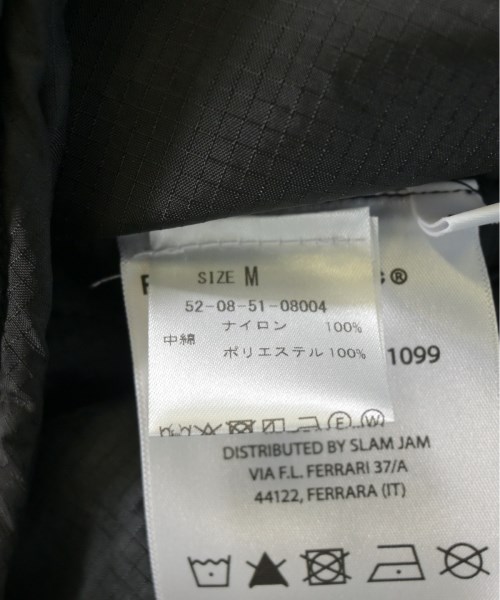 SIZE M
52-08-51-08004
ナイロン 100%
中綿
ポリエステル 100%
®
1099
DISTRIBUTED BY SLAM JAM
VIA F.L. FERRARI 37/A
44122, FERRARA (IT)